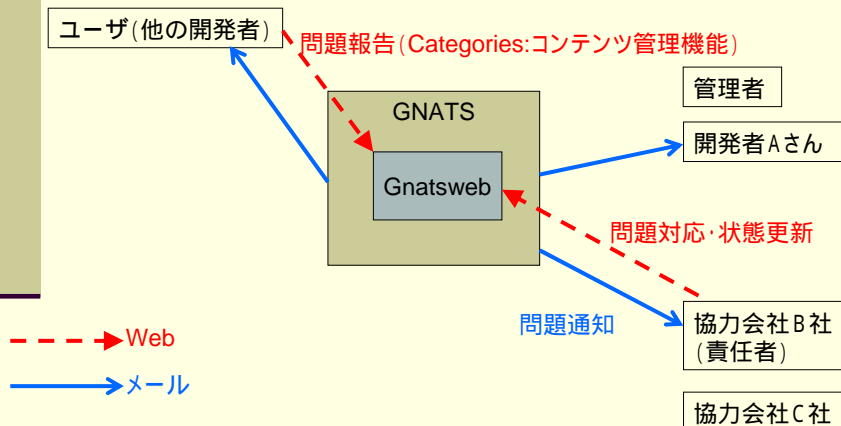 ユーザ(他の開発者)
問題報告(Categories:コンテンツ管理機能)
管理者
GNATS
開発者Aさん
Gnatsweb
問題対応・状態更新
問題通知
協力会社B社
(責任者)
Web
メール
協力会社C社